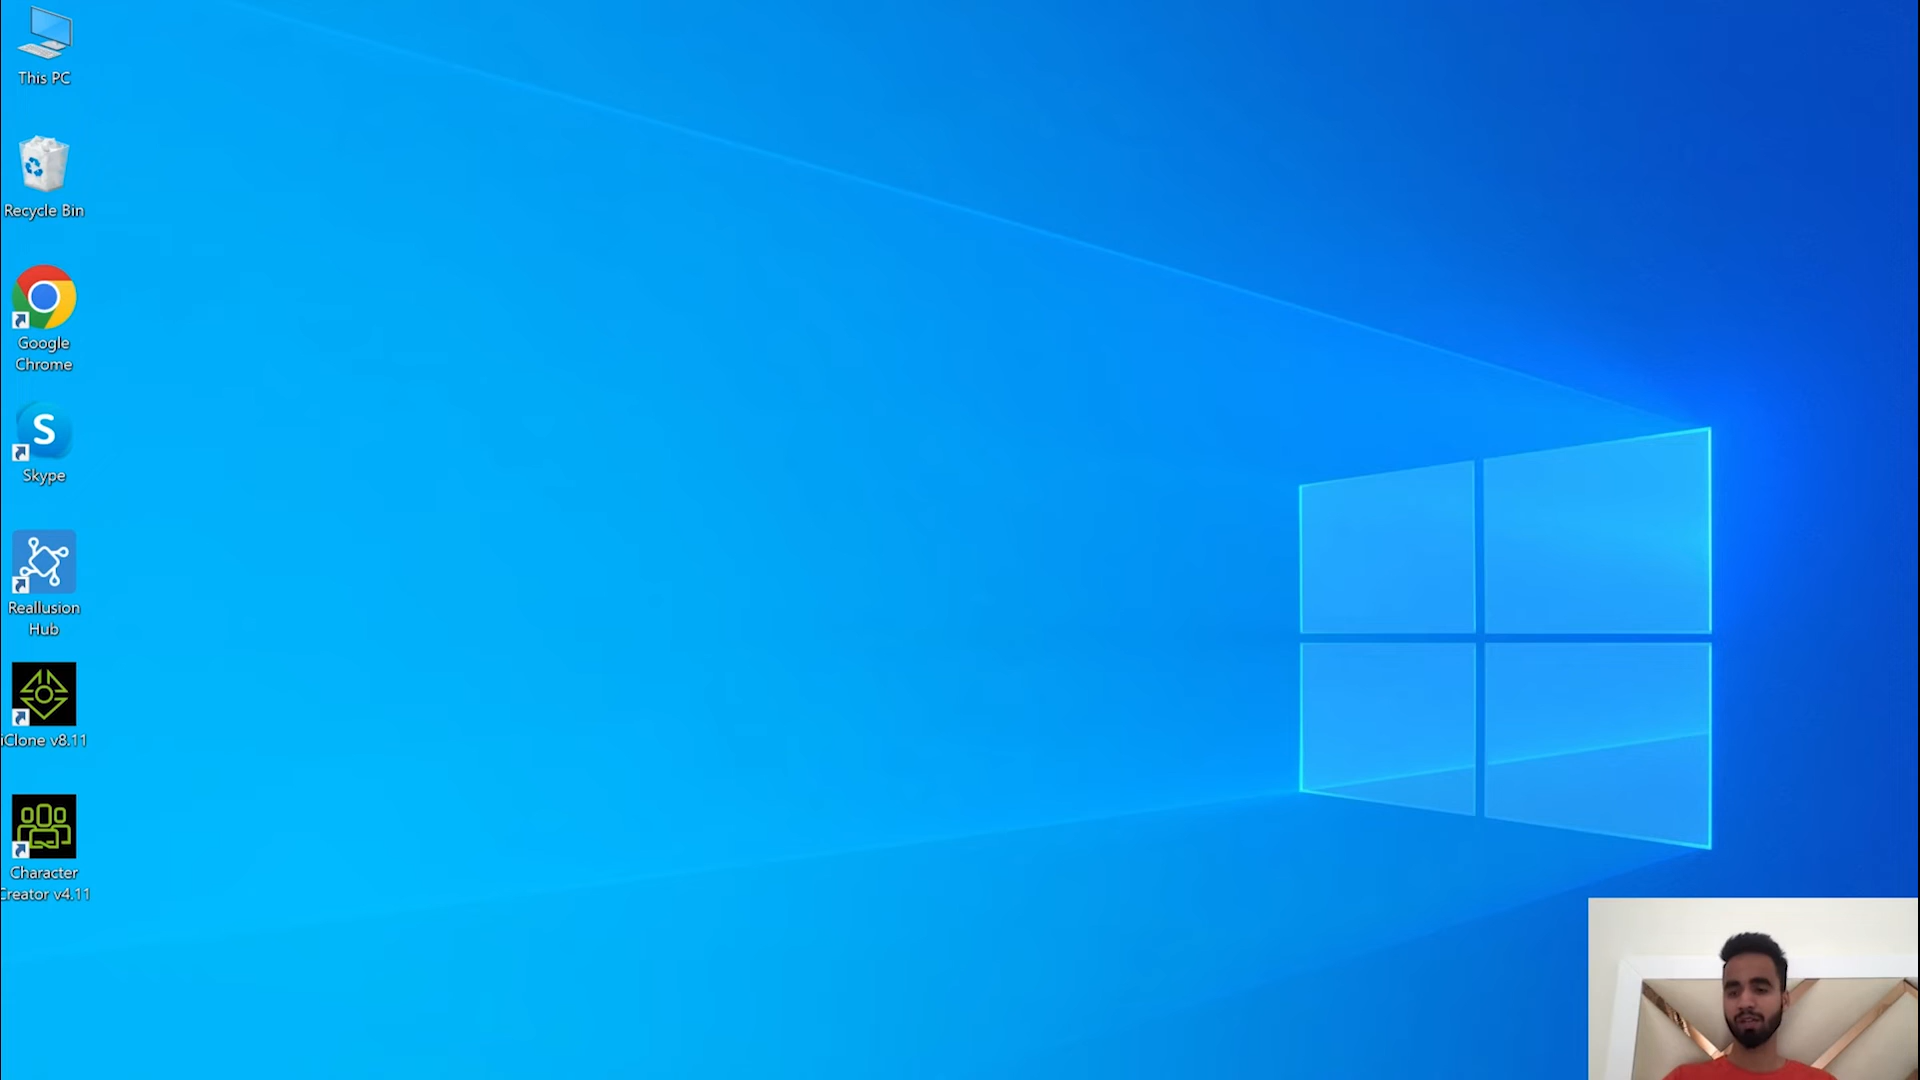 This PC
Recycle Bin
Google
Chrome
S
Skype
Reallusion
Hub
iClone v8.11
Character
Creator v4.11